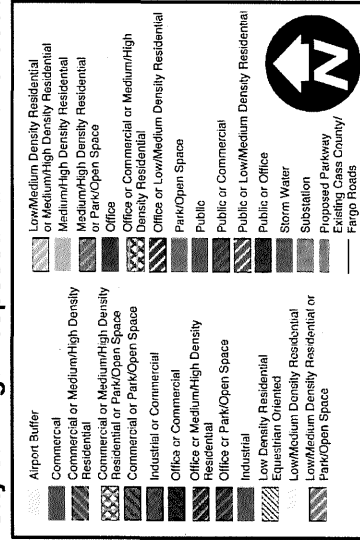 Airport Buffer
Commercial
Commercial or Medium/High Density
Residential
Commercial or Medium/High Density
Residential or Park/Open Space
Commercial or Park/Open Space
Industrial or Commercial
Office or Commercial
Office or Medium/High Density
Residential
Office or Park/Open Space
Industrial
Low Density Residential
Equestrian Oriented
Low/Medium Density Residential
Low/Medium Density Residential or
Park/Open Space
Low/Medium Density Residential
or Medium/High Density Residential
Medium/High Density Residential
Medium/High Density Residential
or Park/Open Space
Office
Office or Commercial or Medium/High
Density Residential
Office or Low/Medium Density Residential
Park/Open Space
Public
Public or Commercial
Public or Low/Medium Density Residential
Public or Office
Storm Water
Substation
Proposed Parkway
Existing Cass County/
Fargo Roads
N